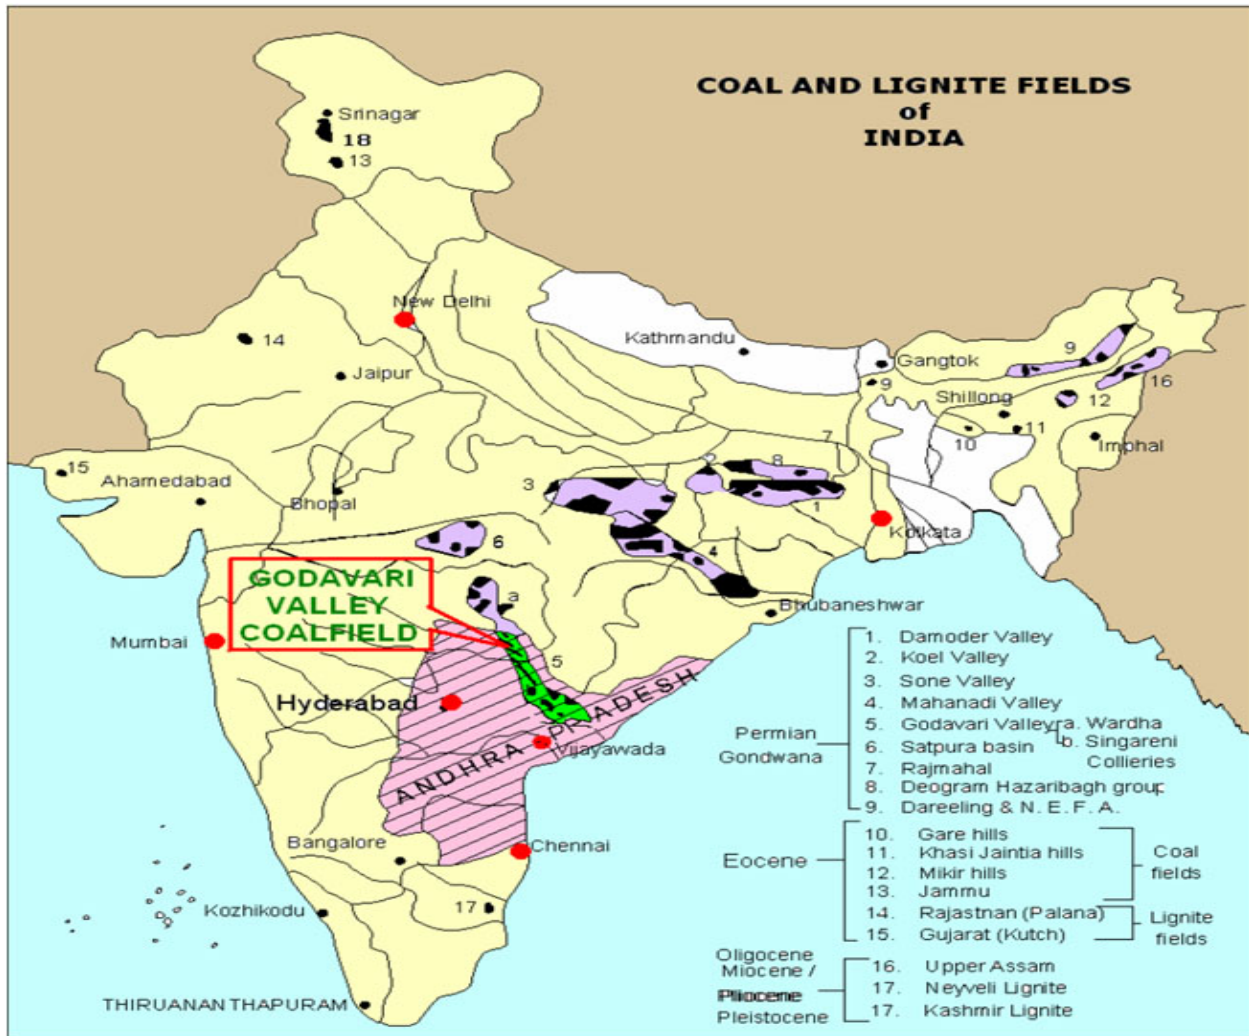 COAL AND LIGNITE FIELDS
of
INDIA
Srinagar
18
13
New Delhi
14
Jaipur
Kathmandu
Gangtok
9
9
Shillong
16
12
10
11
Imphal
7
15
Ahamedabad
Bhopal
3
2
8
1
Kolkata
6
4
GODAVARI
VALLEY
COALFIELD
a
Bhubaneshwar
Mumbai
5
Hyderabad
ANDHRA PRADESH
Vijayawada
Bangalore
Chennai
Kozhikodu
17
THIRUANANTHAPURAM
Permian
Gondwana
1. Damoder Valley
2. Koel Valley
3. Sone Valley
4. Mahanadi Valley
5 Godavari Valley a. Wardha
b. Singareni
Collieries
6. Satpura basin
7. Rajmahal
8. Deogram Hazaribagh group
9. Dareeling & N. E. F. A.
Eocene
10. Gare hills
11. Khasi Jaintia hills
12. Mikir hills
13. Jammu
Coal
fields
14. Rajastnan (Palana)
15. Gujarat (Kutch)
Lignite
fields
Oligocene
Miocene /
Pliocene
Pleistocene
16. Upper Assam
17. Neyveli Lignite
17. Kashmir Lignite